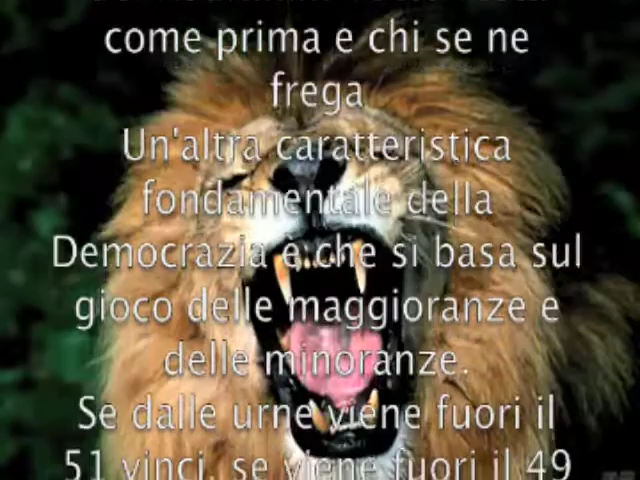 come prima e chi se ne
frega
Un'altra caratteristica
fondamentale della
Democrazia è che si basa sul
gioco delle maggioranze e
delle minoranze.
Se dalle urne viene fuori il
51 vinci, se viene fuori il 49